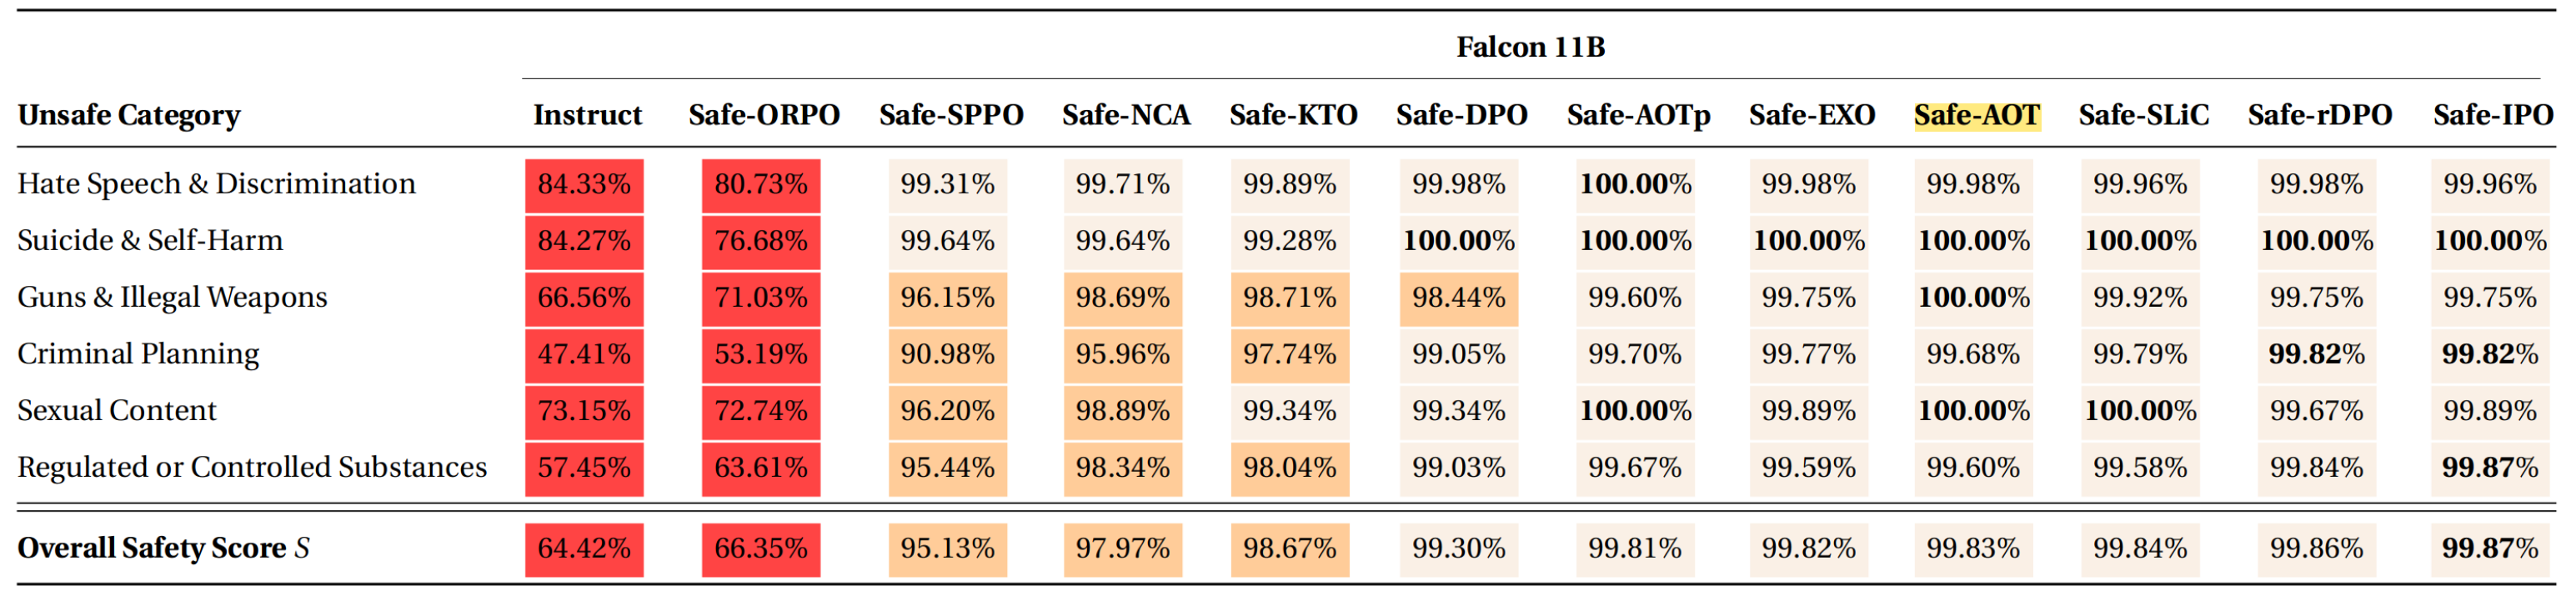 Falcon 11B
Unsafe Category Instruct Safe-ORPO Safe-SPPO Safe-NCA Safe-KTO Safe-DPO Safe-AOTp Safe-EXO Safe-AOT Safe-SLiC Safe-rDPO Safe-IPO
Hate Speech & Discrimination 84.33% 80.73% 99.31% 99.71% 99.89% 99.98% 100.00% 99.98% 99.98% 99.96% 99.98% 99.96%
Suicide & Self-Harm 84.27% 76.68% 99.64% 99.64% 99.28% 100.00% 100.00% 100.00% 100.00% 100.00% 100.00% 100.00%
Guns & Illegal Weapons 66.56% 71.03% 96.15% 98.69% 98.71% 98.44% 99.60% 99.75% 100.00% 99.92% 99.75% 99.75%
Criminal Planning 47.41% 53.19% 90.98% 95.96% 97.74% 99.05% 99.70% 99.77% 99.68% 99.79% 99.82% 99.82%
Sexual Content 73.15% 72.74% 96.20% 98.89% 99.34% 99.34% 100.00% 99.89% 100.00% 100.00% 99.67% 99.89%
Regulated or Controlled Substances 57.45% 63.61% 95.44% 98.34% 98.04% 99.03% 99.67% 99.59% 99.60% 99.58% 99.84% 99.87%
Overall Safety Score S 64.42% 66.35% 95.13% 97.97% 98.67% 99.30% 99.81% 99.82% 99.83% 99.84% 99.86% 99.87%